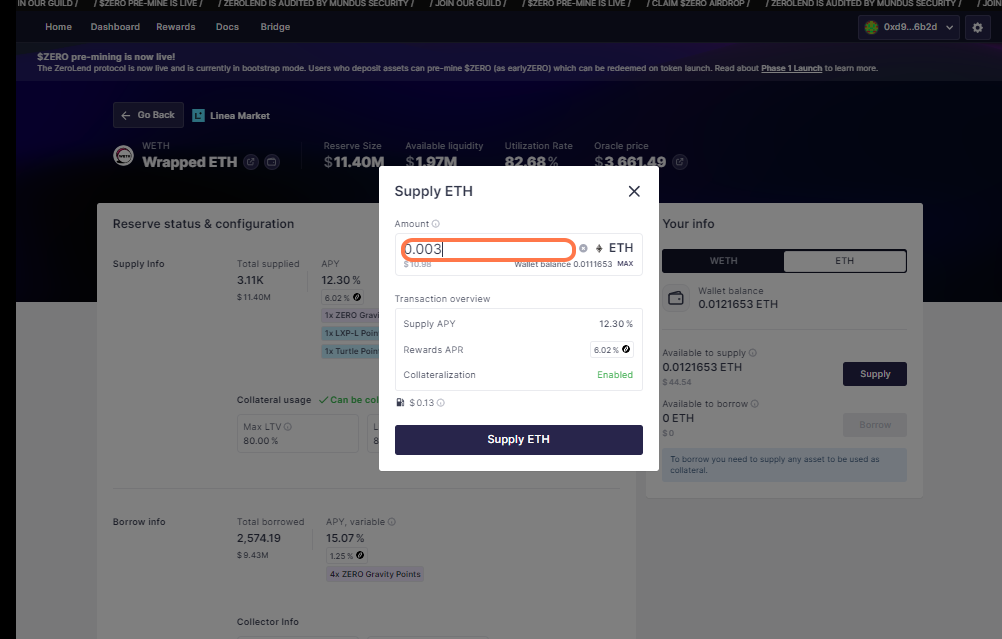 IN OUR GUILD / / $ZERO PRE-MINE IS LIVE / / ZEROLEND IS AUDITED BY MUNDUS SECURITY / / JOIN OUR GUILD / / $ZERO PRE-MINE IS LIVE / / CLAIM $ZERO AIRDROP / / ZEROLEND IS AUDITED BY MUNDUS SECURITY / / JOIN
Home Dashboard Rewards Docs Bridge 0xd9...6b2d
$ZERO pre-mining is now live!
The ZeroLend protocol is now live and is currently in bootstrap mode. Users who deposit assets can pre-mine $ZERO (as earlyZERO) which can be redeemed on token launch. Read about Phase 1 Launch to learn more.
Go Back Linea Market
WETH
Wrapped ETH
Reserve Size
$11.40M
Available liquidity
$1.97M
Utilization Rate
82.68%
Oracle price
$3,661.49
Reserve status & configuration
Supply Info
Total supplied
3.11K
$11.40M
APY
12.30%
6.02%
1x ZERO Gravi
1x LXP-L Poin
1x Turtle Poin
Collateral usage Can be col
Max LTV
80.00%
L
8
Borrow info
Total borrowed
2,574.19
$9.43M
APY, variable
15.07%
1.25%
4x ZERO Gravity Points
Collector Info
Supply ETH
Amount
0.003 ETH
$10.98 Wallet balance 0.0111653 MAX
Transaction overview
Supply APY 12.30%
Rewards APR 6.02%
Collateralization Enabled
$0.13
Supply ETH
Your info
WETH ETH
Wallet balance
0.0121653 ETH
Available to supply
0.0121653 ETH
$44.54
Supply
Available to borrow
0 ETH
$0
Borrow
To borrow you need to supply any asset to be used as
collateral.